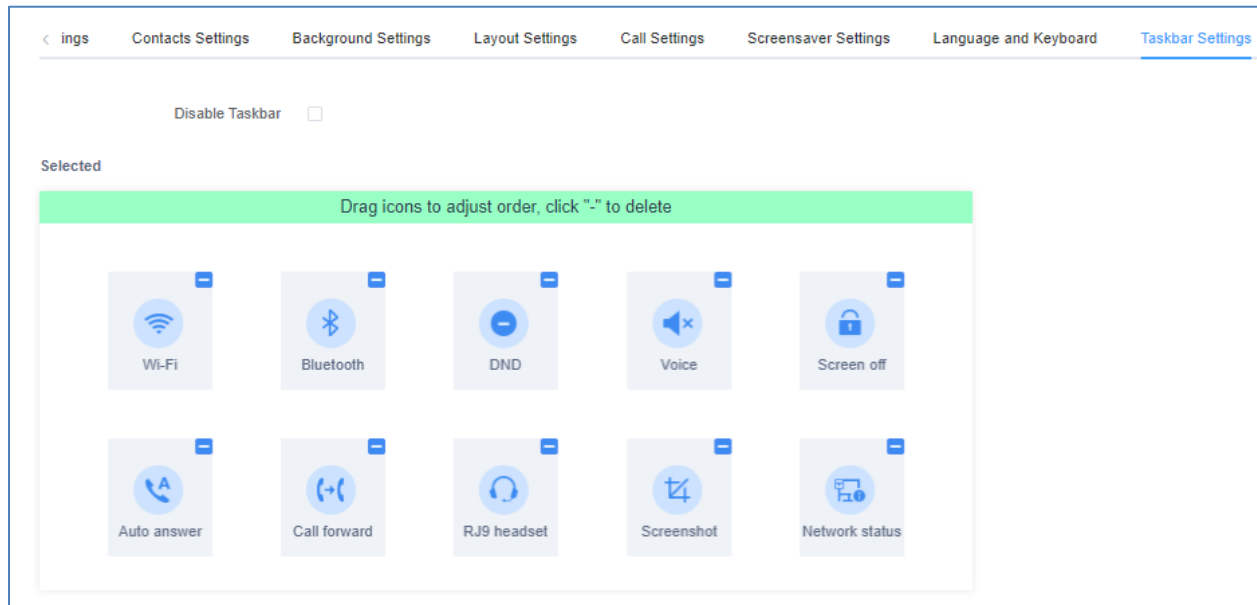 ings Contacts Settings Background Settings Layout Settings Call Settings Screensaver Settings Language and Keyboard Taskbar Settings
Disable Taskbar
Selected
Drag icons to adjust order, click "-" to delete
Wi-Fi Bluetooth DND Voice Screen off
Auto answer Call forward RJ9 headset Screenshot Network status